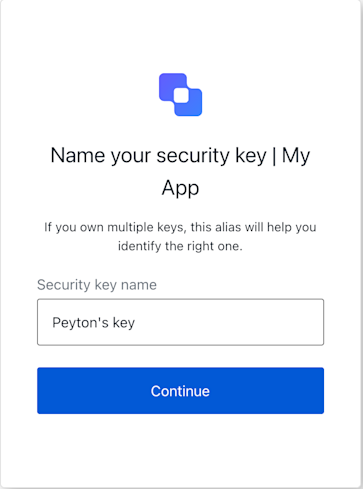 Name your security key | My
App
If you own multiple keys, this alias will help you
identify the right one.
Security key name
Peyton's key
Continue